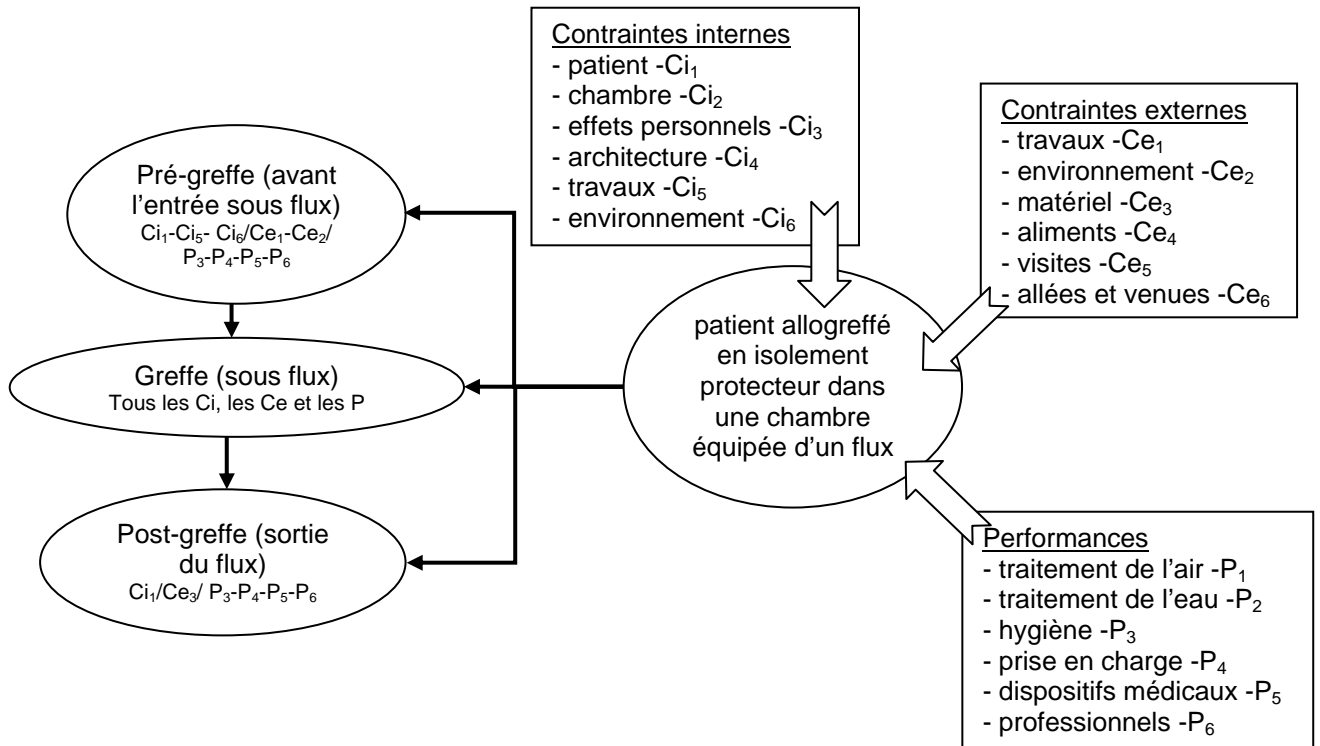 Contraintes internes
- patient -Ci₁
- chambre -Ci₂
- effets personnels -Ci₃
- architecture -Ci₄
- travaux -Ci₅
- environnement -Ci₆
Contraintes externes
- travaux -Ce₁
- environnement -Ce₂
- matériel -Ce₃
- aliments -Ce₄
- visites -Ce₅
- allées et venues -Ce₆
Pré-greffe (avant
l'entrée sous flux)
Ci₁-Ci₅- Ci₆/Ce₁-Ce₂/
P₃-P₄-P₅-P₆
Greffe (sous flux)
Tous les Ci, les Ce et les P
Post-greffe (sortie
du flux)
Ci₁/Ce₃/ P₃-P₄-P₅-P₆
patient allogreffé
en isolement
protecteur dans
une chambre
équipée d'un flux
Performances
- traitement de l'air -P₁
- traitement de l'eau -P₂
- hygiène -P₃
- prise en charge -P₄
- dispositifs médicaux -P₅
- professionnels -P₆